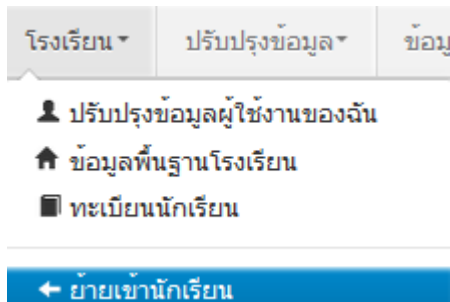 โรงเรียน ปรับปรุงข้อมูล
ปรับปรุงข้อมูลผู้ใช้งานของฉัน
ข้อมูลพื้นฐานโรงเรียน
ทะเบียนนักเรียน
ย้ายเข้านักเรียน